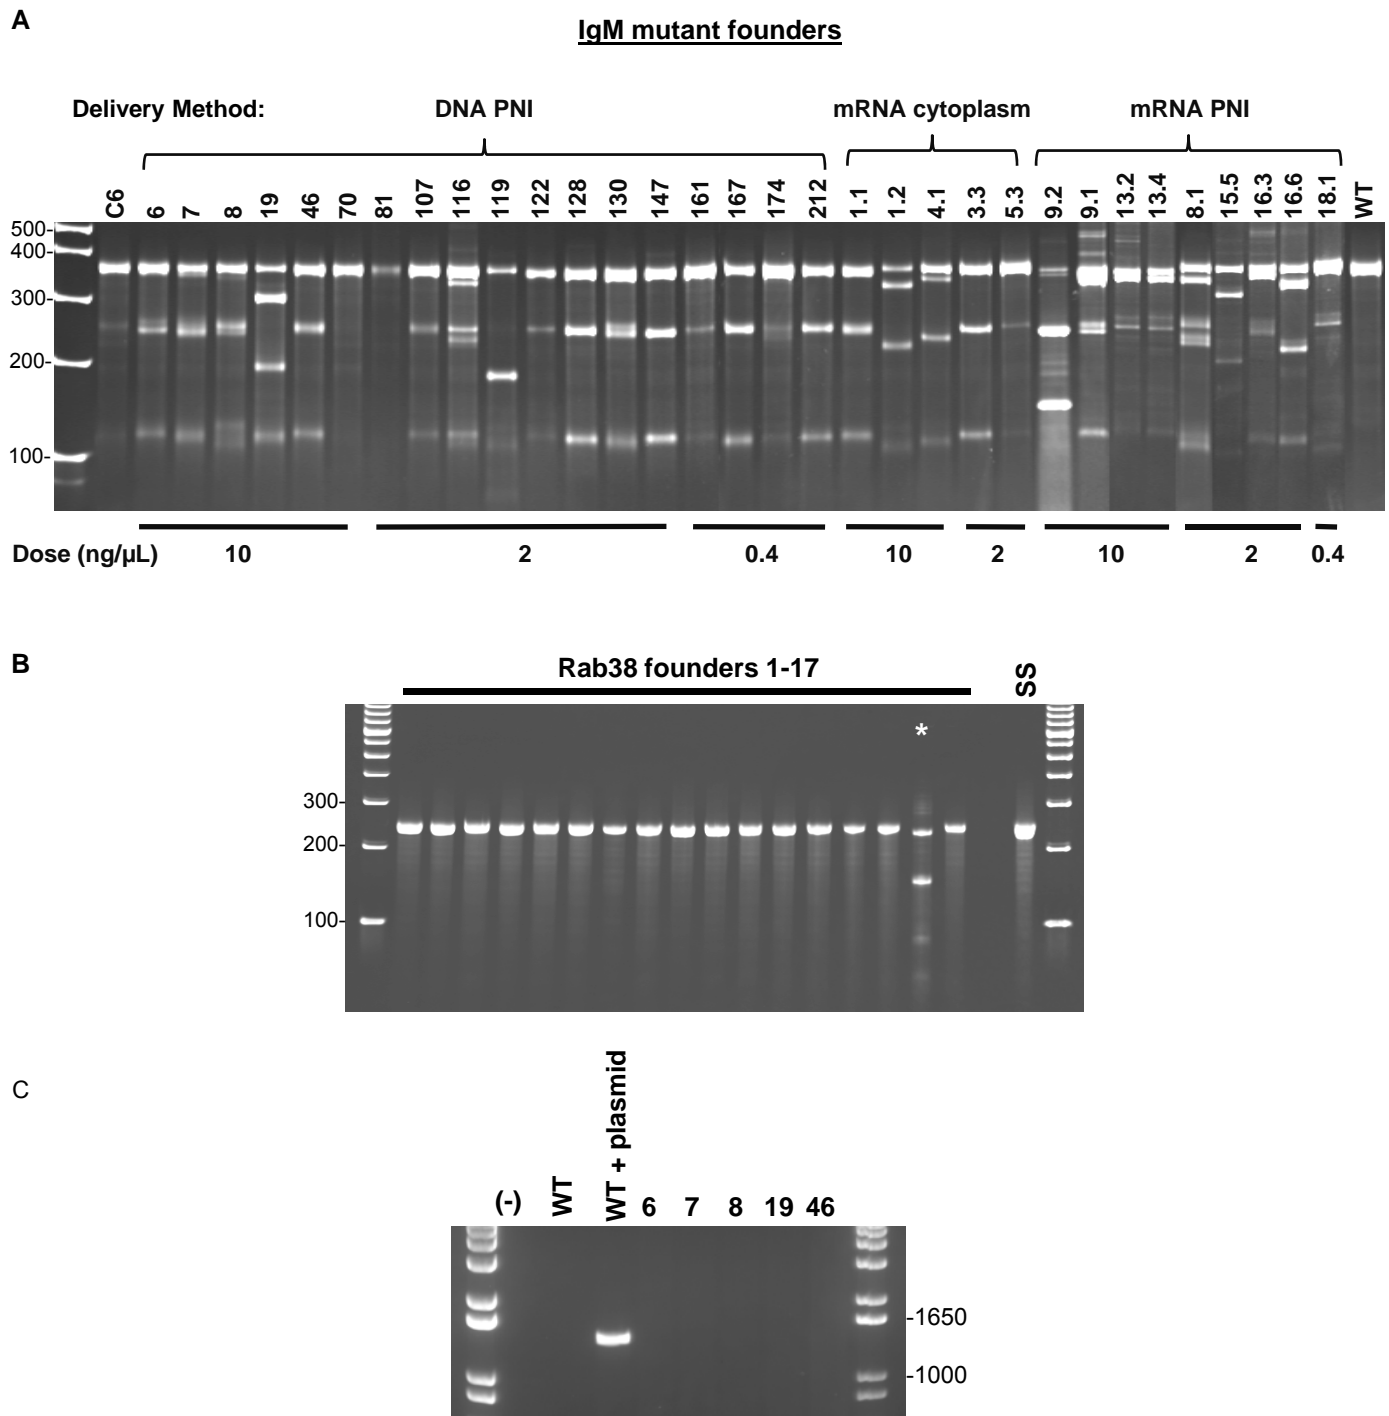 A
IgM mutant founders
Delivery Method:
DNA PNI
mRNA cytoplasm
mRNA PNI
C6 6 7 8 19 46 70 81 107 116 119 122 128 130 147 161 167 174 212 1.1 1.2 4.1 3.3 5.3 9.2 9.1 13.2 13.4 8.1 15.5 16.3 16.6 18.1 WT
500-
400-
300-
200-
100-
Dose (ng/µL) 10 2 0.4 10 2 10 2 0.4
B
Rab38 founders 1-17
SS
*
300-
200-
100-
C
(-) WT WT + plasmid 6 7 8 19 46
-1650
-1000